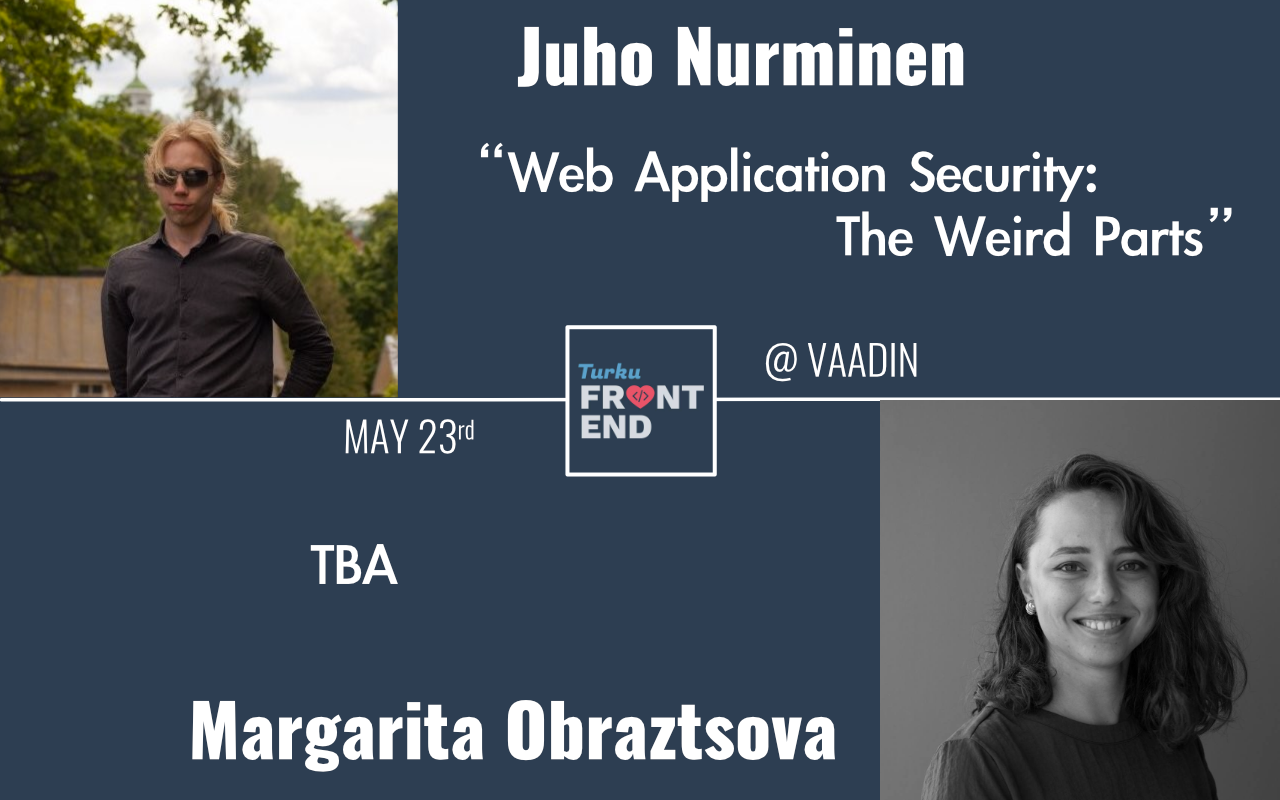 Juho Nurminen
“Web Application Security:
The Weird Parts”
@ VAADIN
Turku
FRONT
END
MAY 23rd
TBA
Margarita Obraztsova